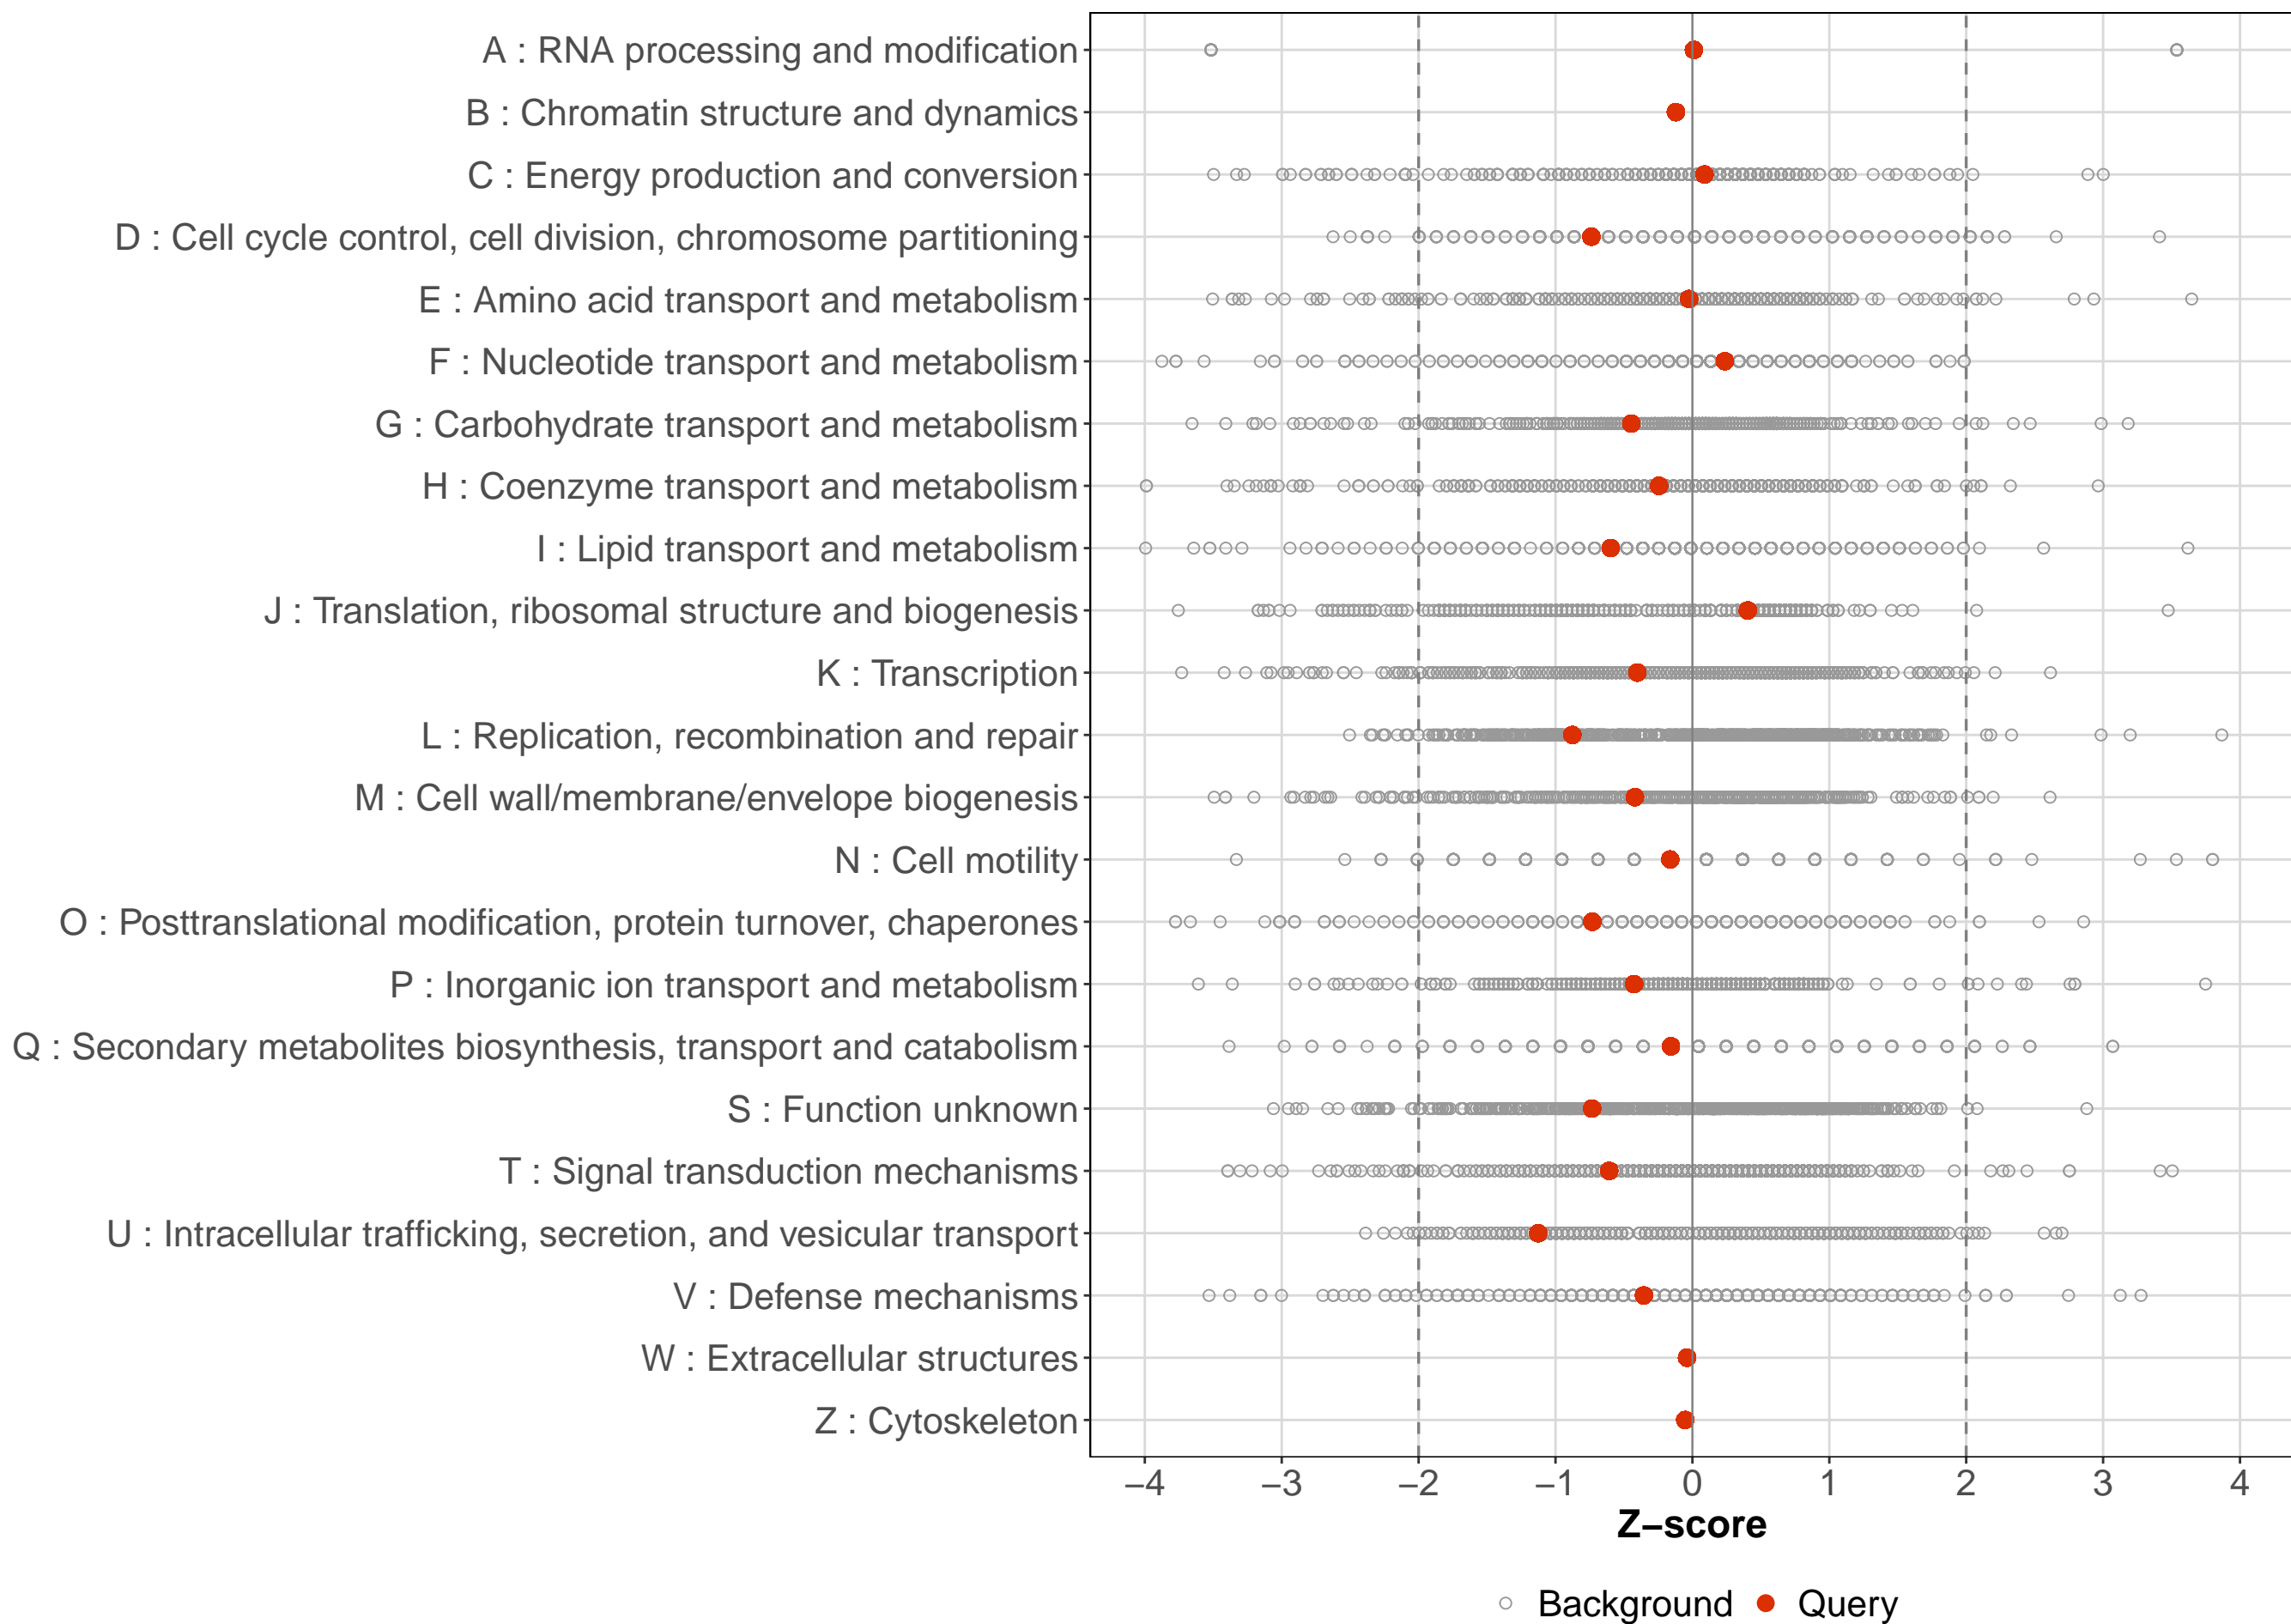 A : RNA processing and modification
B : Chromatin structure and dynamics
C : Energy production and conversion
D : Cell cycle control, cell division, chromosome partitioning
E : Amino acid transport and metabolism
F : Nucleotide transport and metabolism
G : Carbohydrate transport and metabolism
H : Coenzyme transport and metabolism
I : Lipid transport and metabolism
J : Translation, ribosomal structure and biogenesis
K : Transcription
L : Replication, recombination and repair
M : Cell wall/membrane/envelope biogenesis
N : Cell motility
O : Posttranslational modification, protein turnover, chaperones
P : Inorganic ion transport and metabolism
Q : Secondary metabolites biosynthesis, transport and catabolism
S : Function unknown
T : Signal transduction mechanisms
U : Intracellular trafficking, secretion, and vesicular transport
V : Defense mechanisms
W : Extracellular structures
Z : Cytoskeleton
−4 −3 −2 −1 0 1 2 3 4
Z−score
Background Query